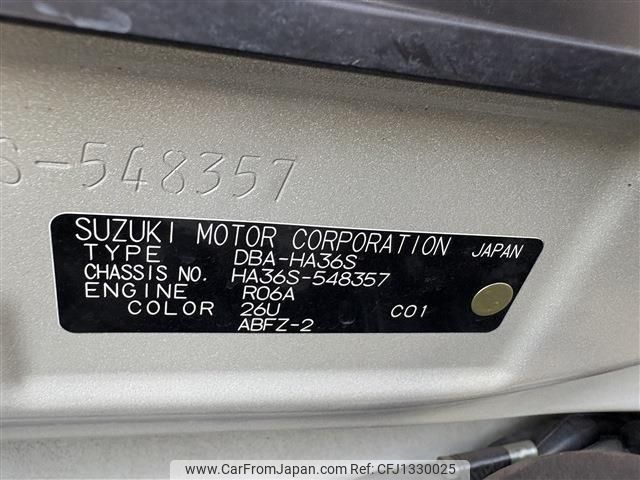 S-548357
SUZUKI MOTOR CORPORATION JAPAN
TYPE DBA-HA36S
CHASSIS NO. HA36S-548357
ENGINE R06A
COLOR 26U C01
ABFZ-2
www.CarFromJapan.com | Ref No. CFJ1330025